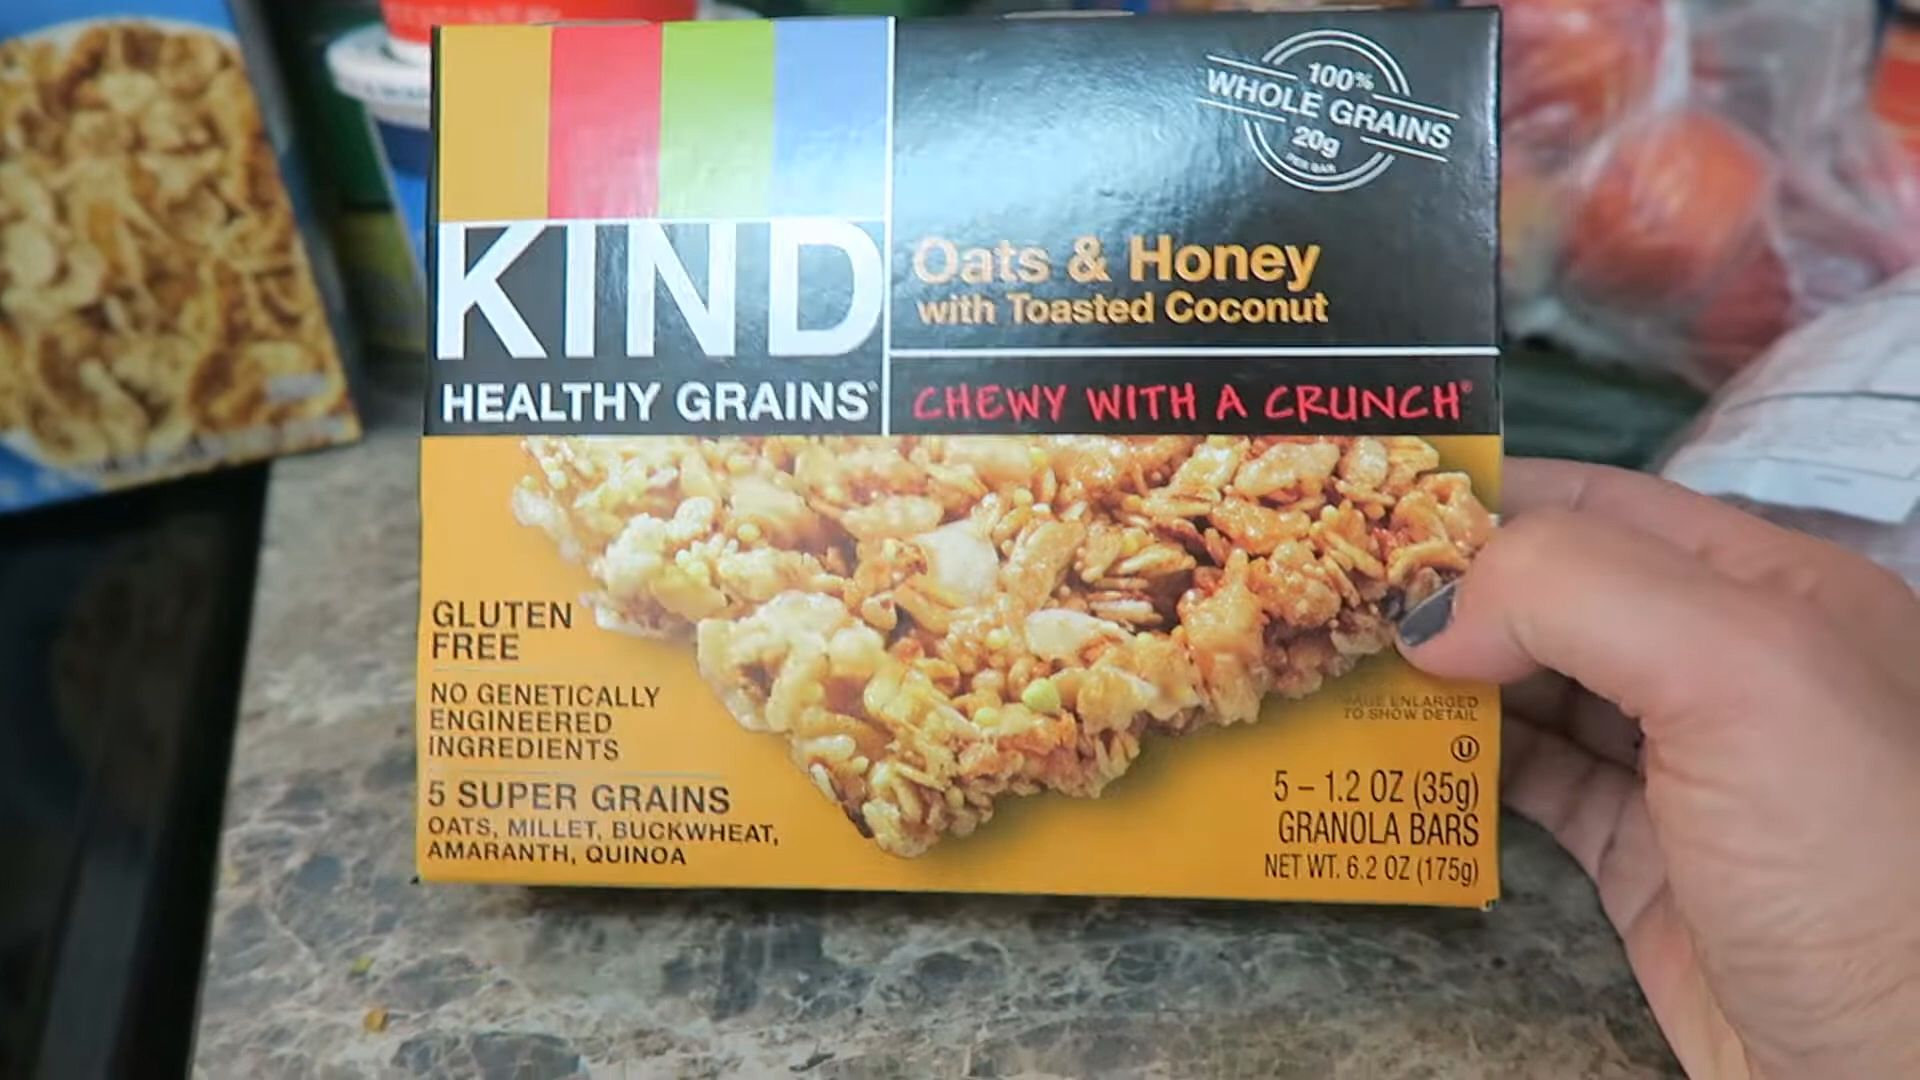 KIND
HEALTHY GRAINS®
100%
WHOLE GRAINS
20g
PER BAR
Oats & Honey
with Toasted Coconut
CHEWY WITH A CRUNCH®
GLUTEN
FREE
NO GENETICALLY
ENGINEERED
INGREDIENTS
5 SUPER GRAINS
OATS, MILLET, BUCKWHEAT,
AMARANTH, QUINOA
IMAGE ENLARGED
TO SHOW DETAIL
U
5 – 1.2 OZ (35g)
GRANOLA BARS
NET WT. 6.2 OZ (175g)